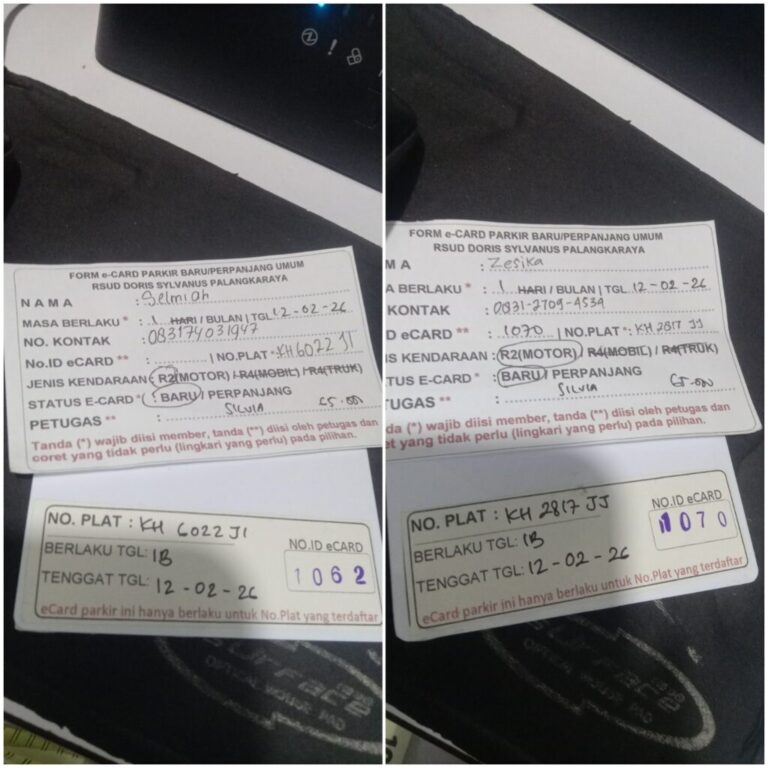 FORM e-CARD PARKIR BARU/PERPANJANG UMUM
RSUD DORIS SYLVANUS PALANGKARAYA
NAMA : Selmiah
MASA BERLAKU * : 1 HARI / BULAN | TGL 12-02-26
NO. KONTAK : 083174031947
No.ID eCARD ** : | NO.PLAT *: KH 6022 JI
JENIS KENDARAAN : R2(MOTOR) / R4(MOBIL) / R4(TRUK)
STATUS E-CARD * : BARU / PERPANJANG
PETUGAS ** : SILVIA
Tanda (*) wajib diisi member, tanda (**) diisi oleh petugas dan
coret yang tidak perlu (lingkari yang perlu) pada pilihan.
NO. PLAT : KH 6022 JI
BERLAKU TGL: 1B
TENGGAT TGL: 12-02-26
NO.ID eCARD
1062
eCard parkir ini hanya berlaku untuk No.Plat yang terdaftar
OPTICAL MOUSE PAD
FORM e-CARD PARKIR BARU/PERPANJANG UMUM
RSUD DORIS SYLVANUS PALANGKARAYA
MA : Zesika
A BERLAKU * : 1 HARI / BULAN | TGL 12-02-26
KONTAK : 0831-2709-4534
D eCARD ** : 1070 | NO.PLAT *: KH 2817 JJ
IS KENDARAAN : R2(MOTOR) / R4(MOBIL) / R4(TRUK)
TUS E-CARD * : BARU / PERPANJANG
TUGAS ** : SILVIA
da (*) wajib diisi member, tanda (**) diisi oleh petugas dan
et yang tidak perlu (lingkari yang perlu) pada pilihan.
NO. PLAT : KH 2817 JJ
BERLAKU TGL: 1B
TENGGAT TGL: 12-02-26
NO.ID eCARD
1070
eCard parkir ini hanya berlaku untuk No.Plat yang terdaftar